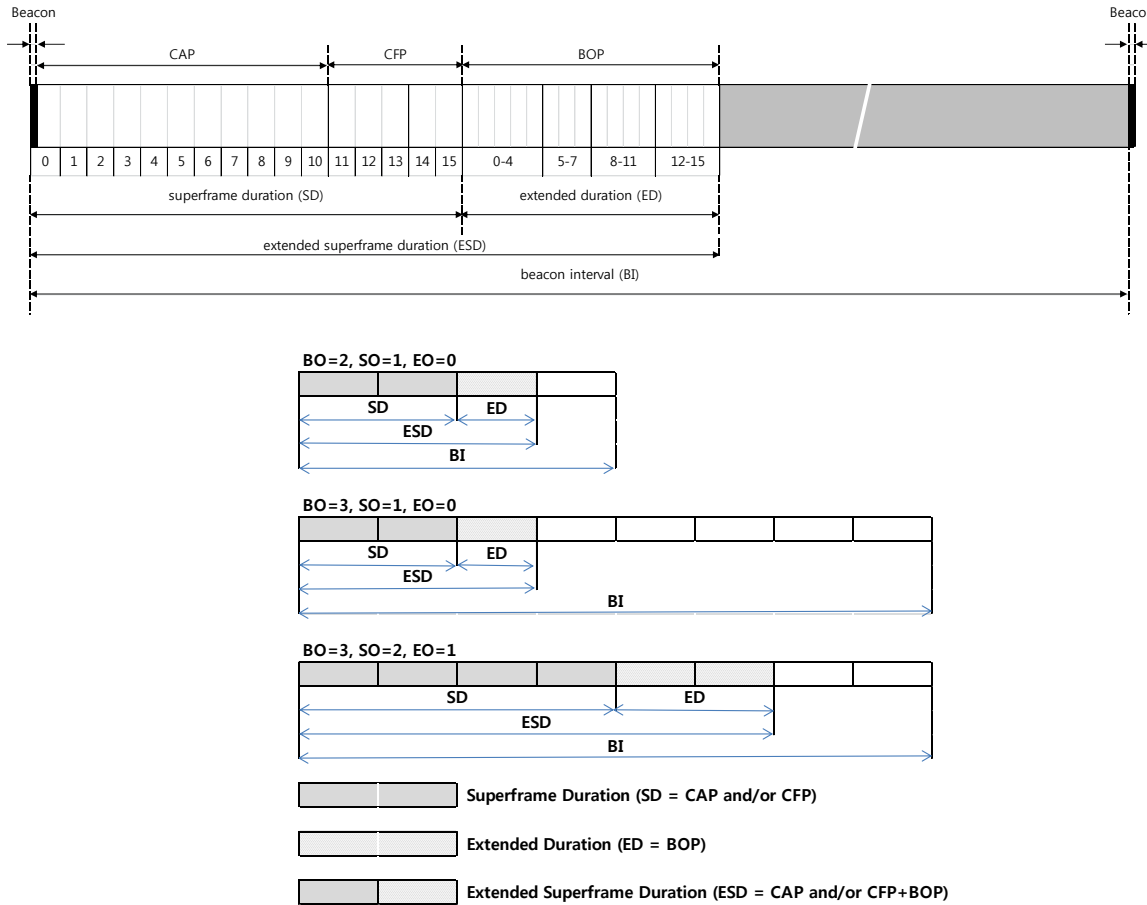 Beacon Beaco
CAP CFP BOP
0 1 2 3 4 5 6 7 8 9 10 11 12 13 14 15 0-4 5-7 8-11 12-15
superframe duration (SD) extended duration (ED)
extended superframe duration (ESD)
beacon interval (BI)
BO=2, SO=1, EO=0
SD ED
ESD
BI
BO=3, SO=1, EO=0
SD ED
ESD
BI
BO=3, SO=2, EO=1
SD ED
ESD
BI
Superframe Duration (SD = CAP and/or CFP)
Extended Duration (ED = BOP)
Extended Superframe Duration (ESD = CAP and/or CFP+BOP)